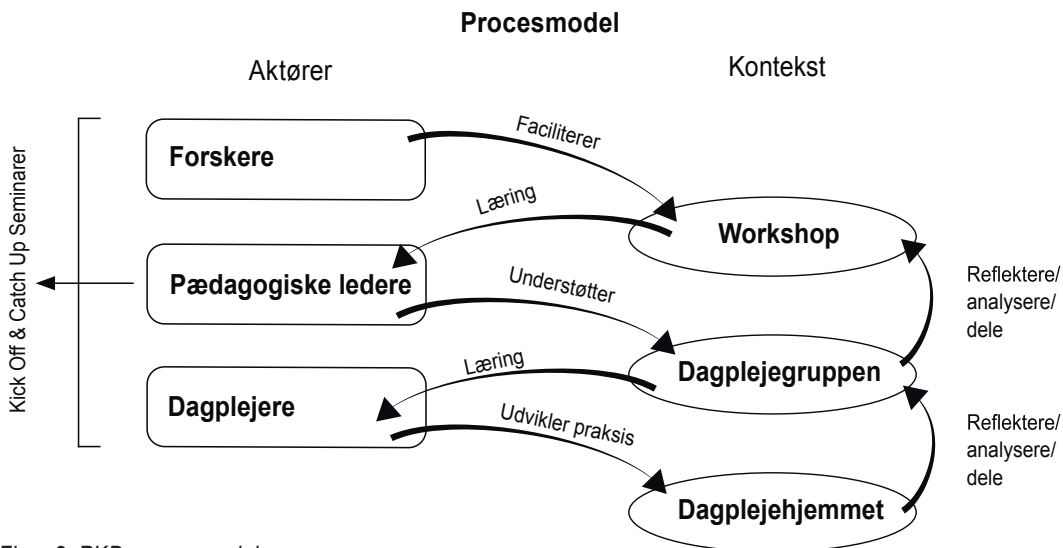 Procesmodel
Aktører
Kontekst
Kick Off & Catch Up Seminarer
Forskere
Faciliterer
Workshop
Læring
Pædagogiske ledere
Understøtter
Reflektere/
analysere/
dele
Dagplejegruppen
Læring
Dagplejere
Udvikler praksis
Reflektere/
analysere/
dele
Dagplejehjemmet